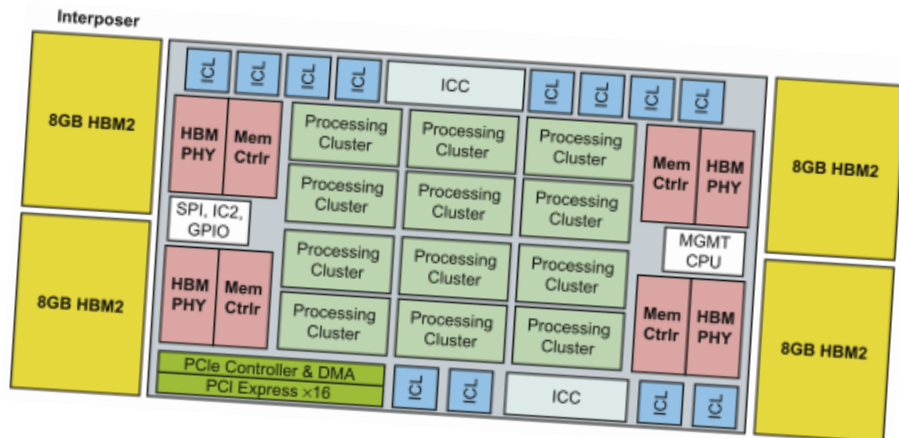 Interposer
8GB HBM2
8GB HBM2
ICL
ICL
ICL
ICL
ICC
ICL
ICL
ICL
ICL
HBM
PHY
Mem
Ctrlr
Processing
Cluster
Processing
Cluster
Processing
Cluster
Mem
Ctrlr
HBM
PHY
8GB HBM2
SPI, IC2,
GPIO
Processing
Cluster
Processing
Cluster
Processing
Cluster
MGMT
CPU
8GB HBM2
HBM
PHY
Mem
Ctrlr
Processing
Cluster
Processing
Cluster
Processing
Cluster
Mem
Ctrlr
HBM
PHY
Processing
Cluster
Processing
Cluster
Processing
Cluster
PCIe Controller & DMA
PCI Express ×16
ICL
ICL
ICC
ICL
ICL